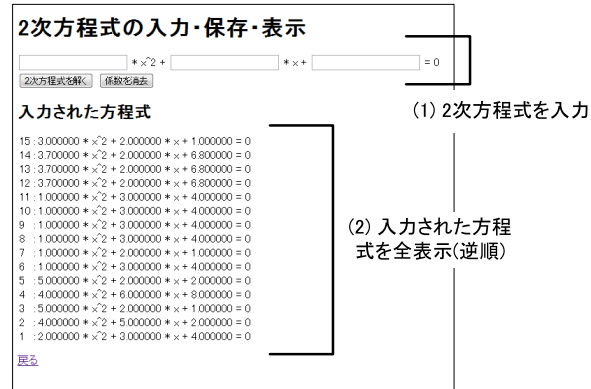 2次方程式の入力・保存・表示
* x^2 + * x + = 0
2次方程式を解く 係数を消去
(1) 2次方程式を入力
入力された方程式
15 : 3.000000 * x^2 + 2.000000 * x + 1.000000 = 0
14 : 3.700000 * x^2 + 2.000000 * x + 6.800000 = 0
13 : 3.700000 * x^2 + 2.000000 * x + 6.800000 = 0
12 : 3.700000 * x^2 + 2.000000 * x + 6.800000 = 0
11 : 1.000000 * x^2 + 3.000000 * x + 4.000000 = 0
10 : 1.000000 * x^2 + 3.000000 * x + 4.000000 = 0
9 : 1.000000 * x^2 + 3.000000 * x + 4.000000 = 0
8 : 1.000000 * x^2 + 3.000000 * x + 4.000000 = 0
7 : 1.000000 * x^2 + 2.000000 * x + 1.000000 = 0
6 : 1.000000 * x^2 + 3.000000 * x + 4.000000 = 0
5 : 5.000000 * x^2 + 2.000000 * x + 2.000000 = 0
4 : 4.000000 * x^2 + 6.000000 * x + 8.000000 = 0
3 : 5.000000 * x^2 + 2.000000 * x + 1.000000 = 0
2 : 4.000000 * x^2 + 5.000000 * x + 2.000000 = 0
1 : 2.000000 * x^2 + 3.000000 * x + 4.000000 = 0
(2) 入力された方程
式を全表示(逆順)
戻る